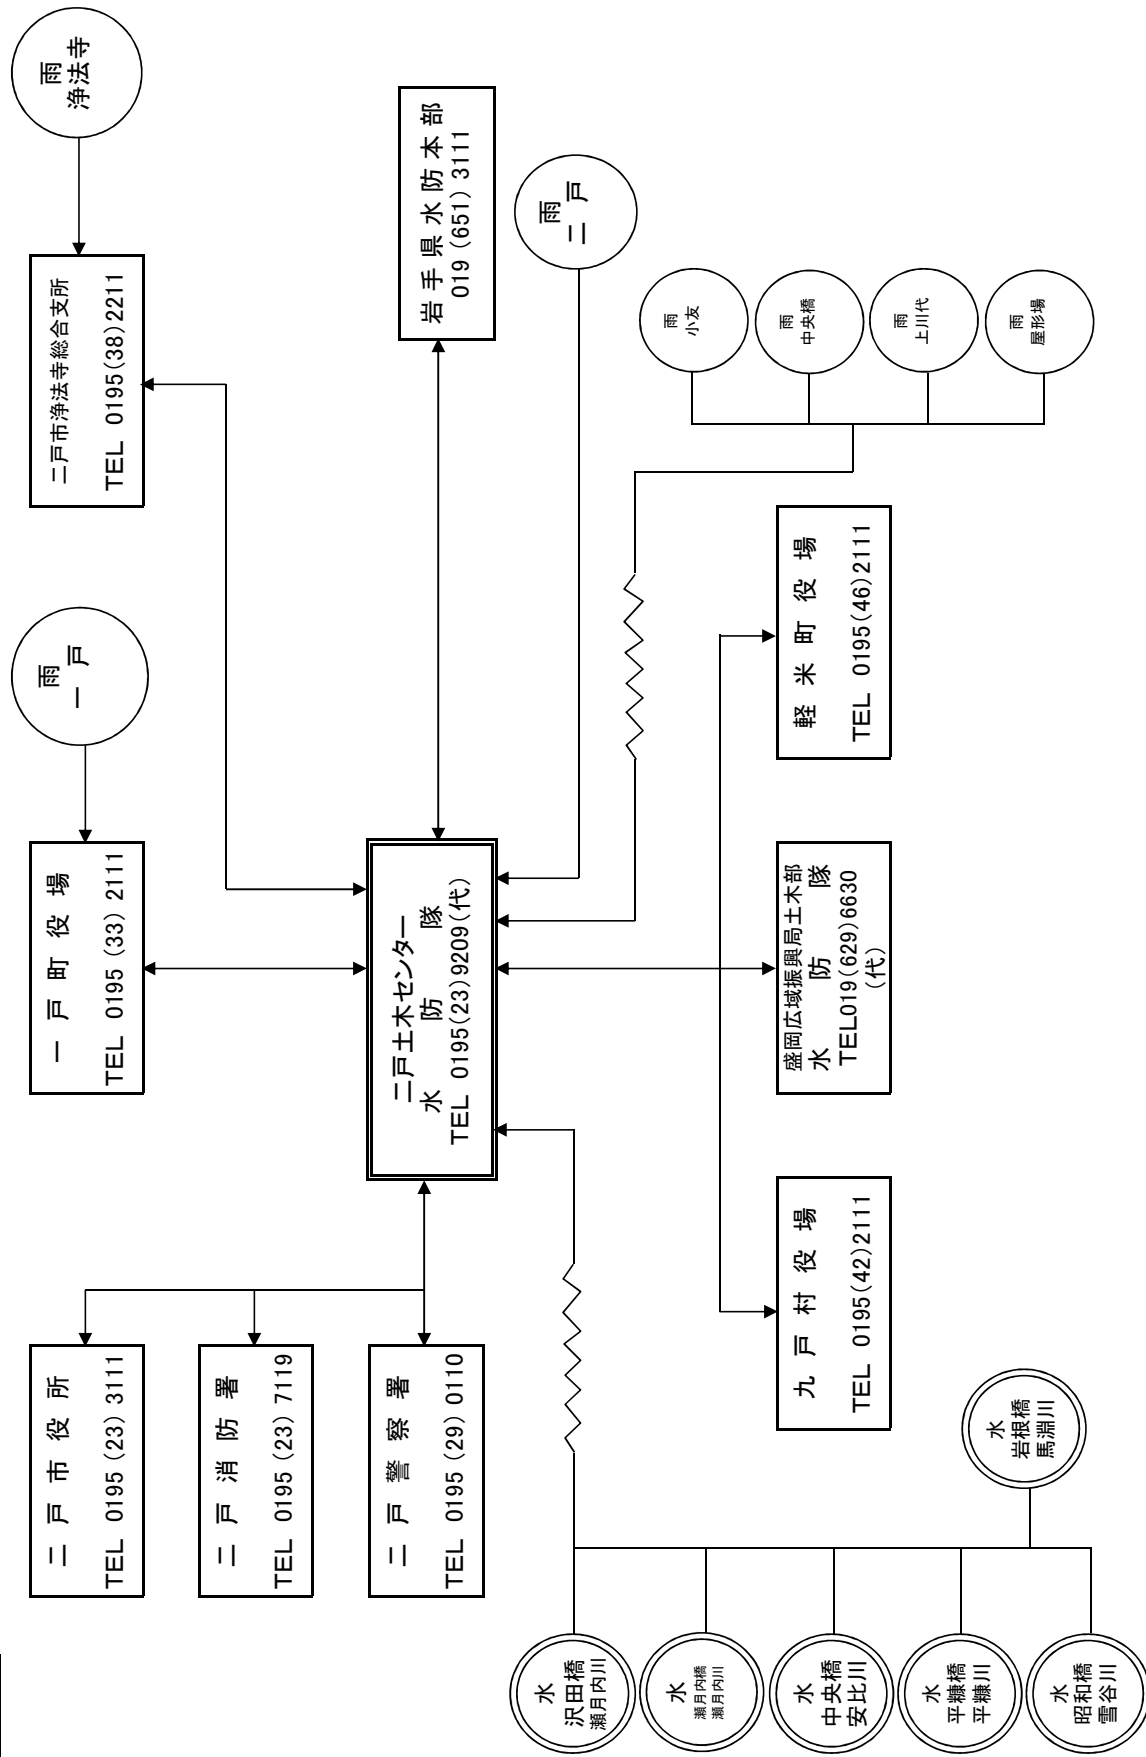 二戸市役所
TEL 0195 (23) 3111
二戸消防署
TEL 0195 (23) 7119
二戸警察署
TEL 0195 (29) 0110
一戸町役場
TEL 0195 (33) 2111
雨
一戸
二戸市浄法寺総合支所
TEL 0195(38)2211
雨
浄法寺
二戸土木センター
水防隊
TEL 0195(23)9209(代)
岩手県水防本部
019 (651) 3111
雨
二戸
雨
小友
雨
中央橋
雨
上川代
雨
屋形場
九戸村役場
TEL 0195(42)2111
盛岡広域振興局土木部
水防隊
TEL019(629)6630
(代)
軽米町役場
TEL 0195(46)2111
水
沢田橋
瀬月内川
水
瀬月内橋
瀬月内川
水
中央橋
安比川
水
平糠橋
平糠川
水
昭和橋
雪谷川
水
岩根橋
馬淵川